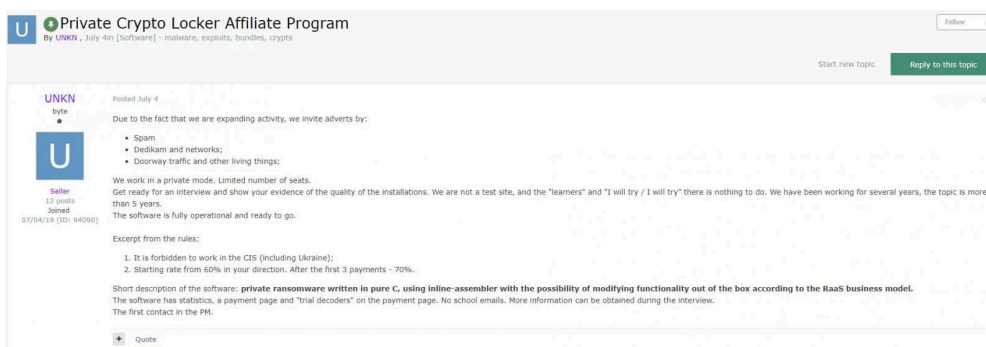 U
Private Crypto Locker Affiliate Program
By UNKN , July 4in [Software] - malware, exploits, bundles, crypts
Follow
Start new topic
Reply to this topic
UNKN
byte
U
Seller
12 posts
Joined
07/04/19 (ID: 94098)
Posted July 4
Due to the fact that we are expanding activity, we invite adverts by:
• Spam
• Dedikam and networks;
• Doorway traffic and other living things;
We work in a private mode. Limited number of seats.
Get ready for an interview and show your evidence of the quality of the installations. We are not a test site, and the "learners" and "I will try / I will try" there is nothing to do. We have been working for several years, the topic is more
than 5 years.
The software is fully operational and ready to go.
Excerpt from the rules:
1. It is forbidden to work in the CIS (including Ukraine);
2. Starting rate from 60% in your direction. After the first 3 payments - 70%.
Short description of the software: private ransomware written in pure C, using inline-assembler with the possibility of modifying functionality out of the box according to the RaaS business model.
The software has statistics, a payment page and "trial decoders" on the payment page. No school emails. More information can be obtained during the interview.
The first contact in the PM.
+ Quote